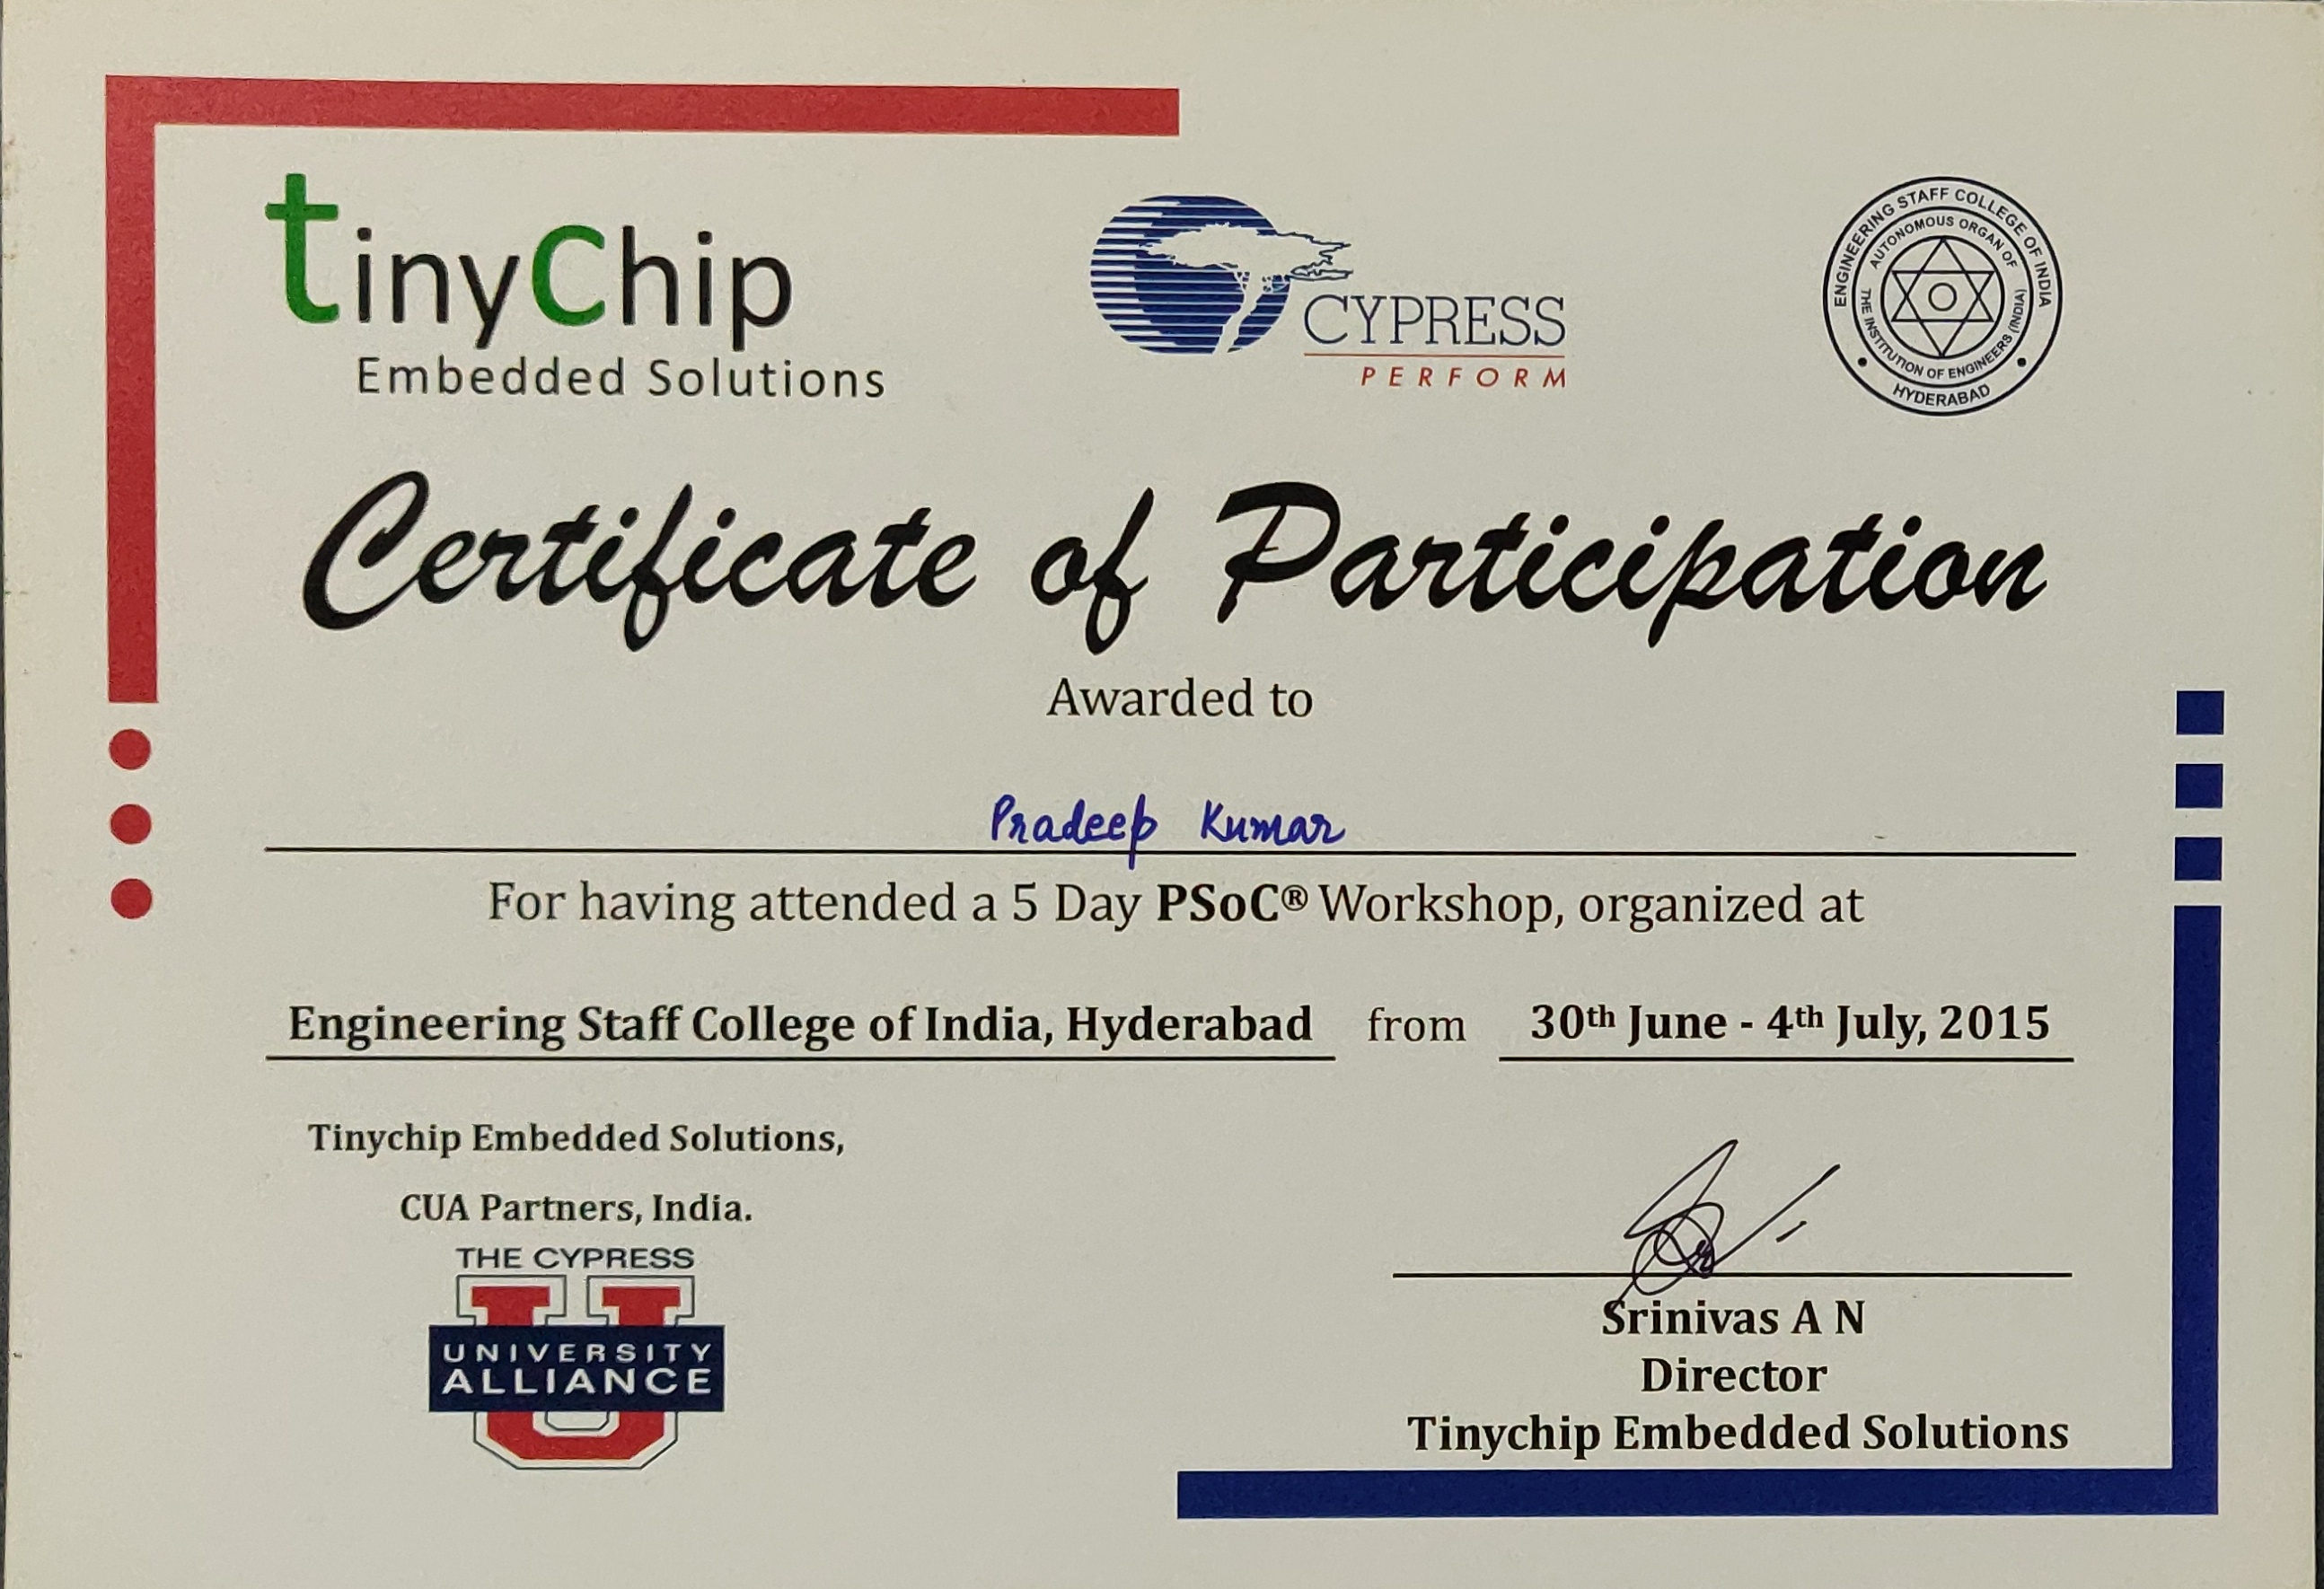 tinyChip
Embedded Solutions
CYPRESS
PERFORM
ENGINEERING STAFF COLLEGE OF INDIA
AUTONOMOUS ORGAN OF
THE INSTITUTION OF ENGINEERS (INDIA)
HYDERABAD
Certificate of Participation
Awarded to
Pradeep Kumar
For having attended a 5 Day PSoC® Workshop, organized at
Engineering Staff College of India, Hyderabad from 30th June - 4th July, 2015
Tinychip Embedded Solutions,
CUA Partners, India.
THE CYPRESS
U
UNIVERSITY
ALLIANCE
Srinivas A N
Director
Tinychip Embedded Solutions